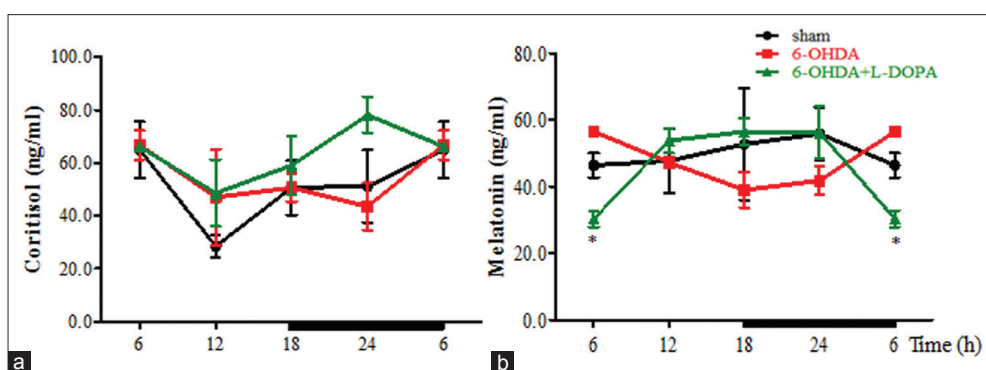 100.0
80.0
60.0
40.0
20.0
0.0
Coritisol (ng/ml)
6 12 18 24 6
a
sham
6-OHDA
6-OHDA+L-DOPA
80.0
60.0
40.0
20.0
0.0
Melatonin (ng/ml)
* *
6 12 18 24 6 Time (h)
b